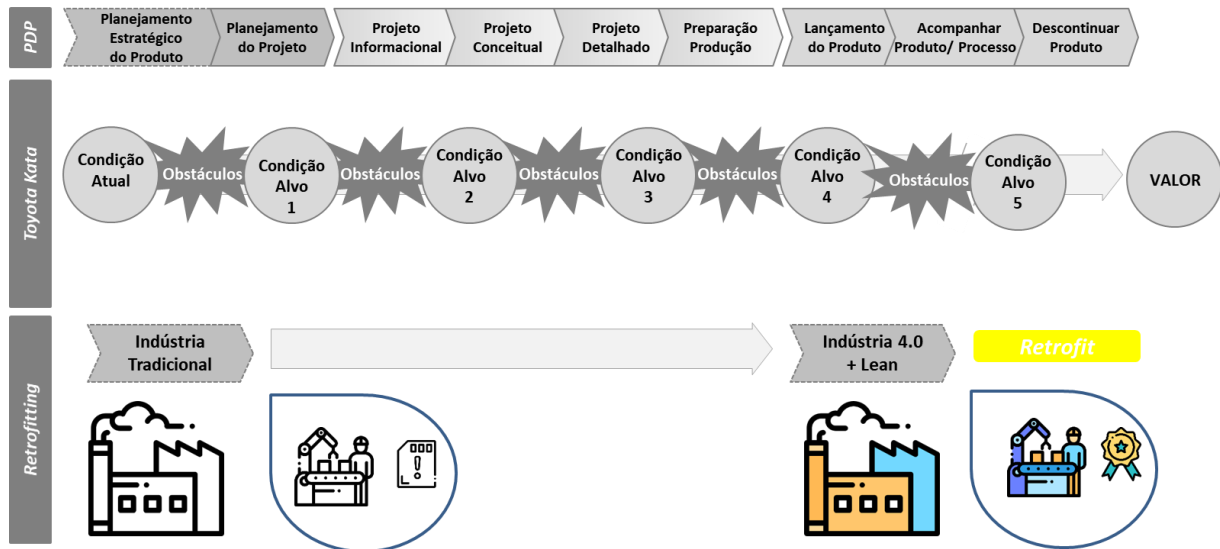 PDP
Planejamento
Estratégico
do Produto
Planejamento
do Projeto
Projeto
Informacional
Projeto
Conceitual
Projeto
Detalhado
Preparação
Produção
Lançamento
do Produto
Acompanhar
Produto/ Processo
Descontinuar
Produto
Toyota Kata
Condição
Atual
Obstáculos
Condição
Alvo
1
Obstáculos
Condição
Alvo
2
Obstáculos
Condição
Alvo
3
Obstáculos
Condição
Alvo
4
Obstáculos
Condição
Alvo
5
VALOR
Retrofitting
Indústria
Tradicional
Indústria 4.0
+ Lean
Retrofit